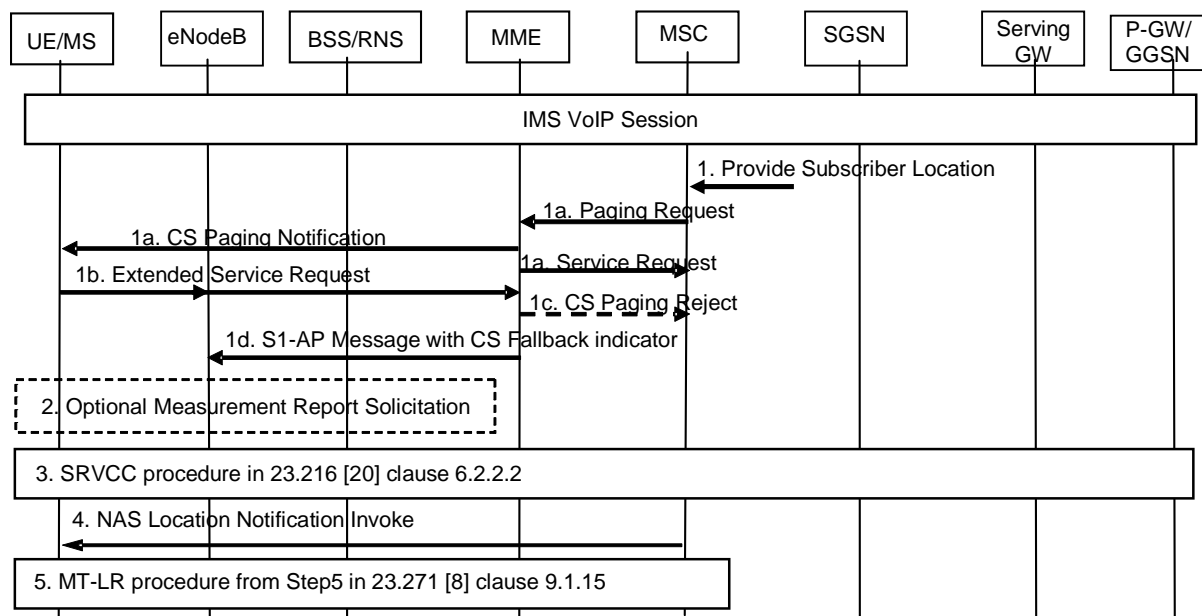 UE/MS
eNodeB
BSS/RNS
MME
MSC
SGSN
Serving
GW
P-GW/
GGSN
IMS VoIP Session
1. Provide Subscriber Location
1a. Paging Request
1a. CS Paging Notification
1a. Service Request
1b. Extended Service Request
1c. CS Paging Reject
1d. S1-AP Message with CS Fallback indicator
2. Optional Measurement Report Solicitation
3. SRVCC procedure in 23.216 [20] clause 6.2.2.2
4. NAS Location Notification Invoke
5. MT-LR procedure from Step5 in 23.271 [8] clause 9.1.15